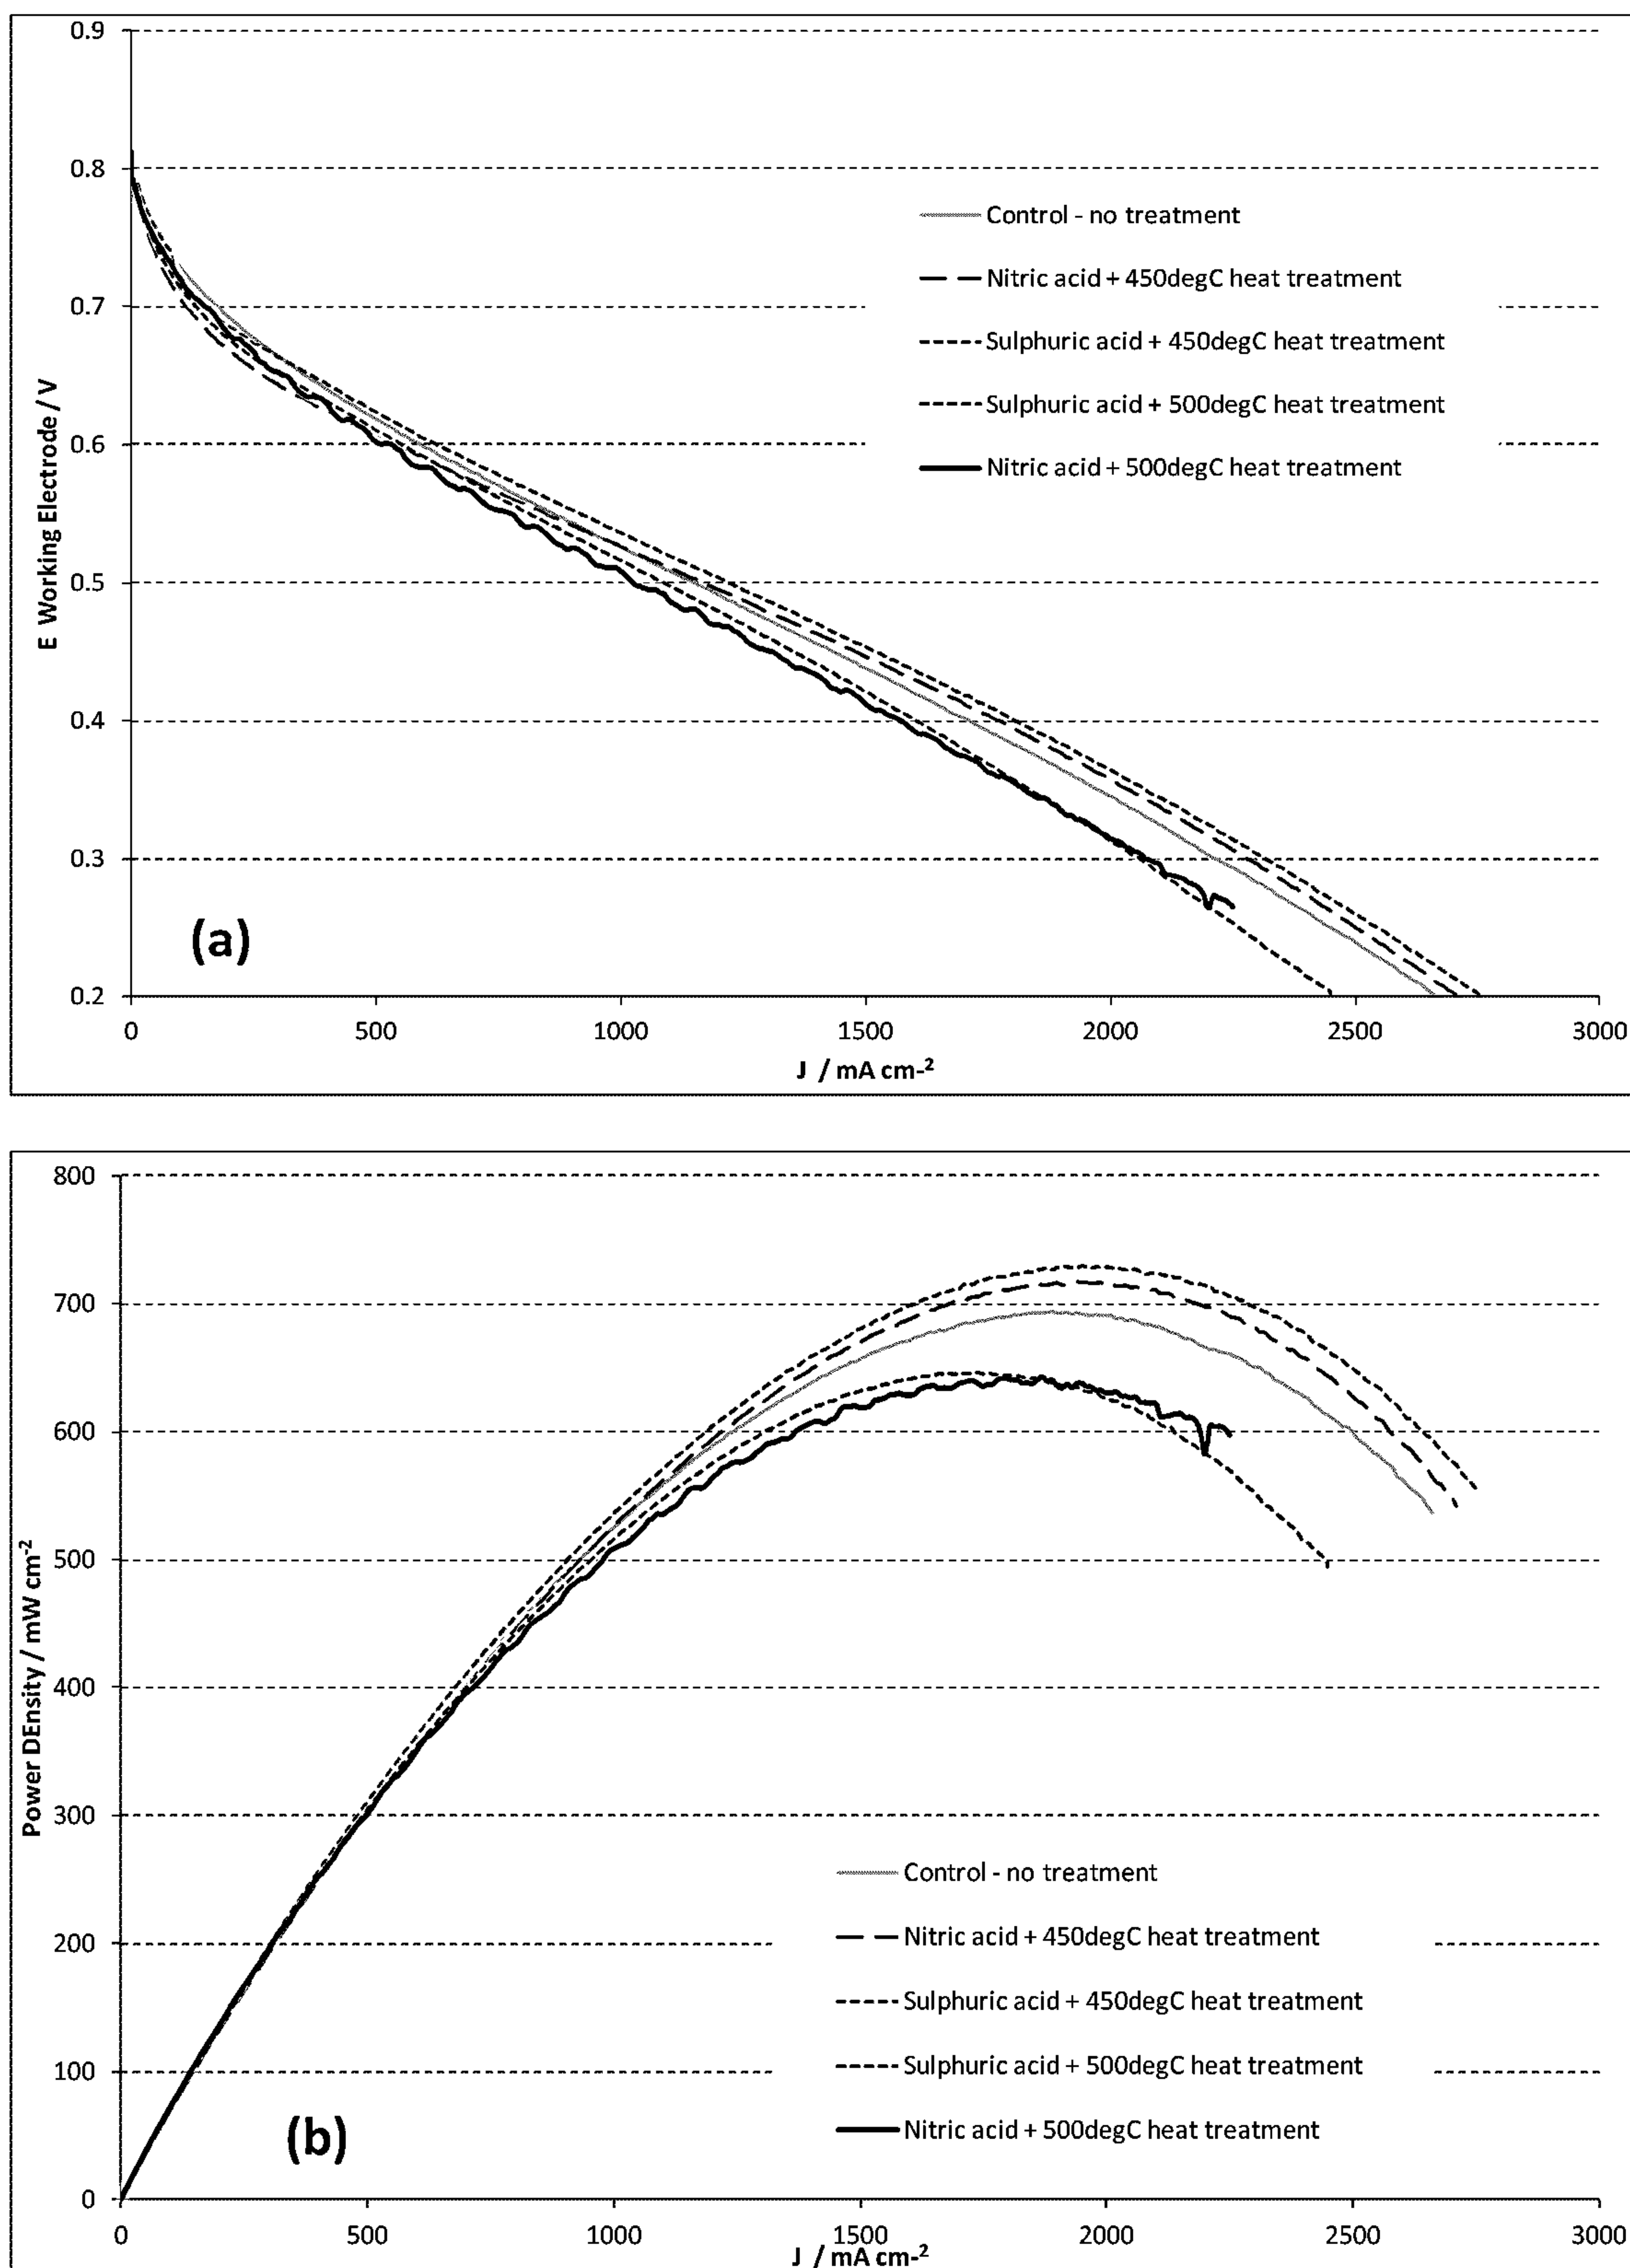 0.9
0.8
0.7
0.6
0.5
0.4
0.3
0.2
E Working Electrode / V
Control - no treatment
Nitric acid + 450degC heat treatment
Sulphuric acid + 450degC heat treatment
Sulphuric acid + 500degC heat treatment
Nitric acid + 500degC heat treatment
(a)
0 500 1000 1500 2000 2500 3000
J / mA cm-²
800
700
600
500
400
300
200
100
0
Power DEnsity / mW cm-²
Control - no treatment
Nitric acid + 450degC heat treatment
Sulphuric acid + 450degC heat treatment
Sulphuric acid + 500degC heat treatment
Nitric acid + 500degC heat treatment
(b)
0 500 1000 1500 2000 2500 3000
J / mA cm-²